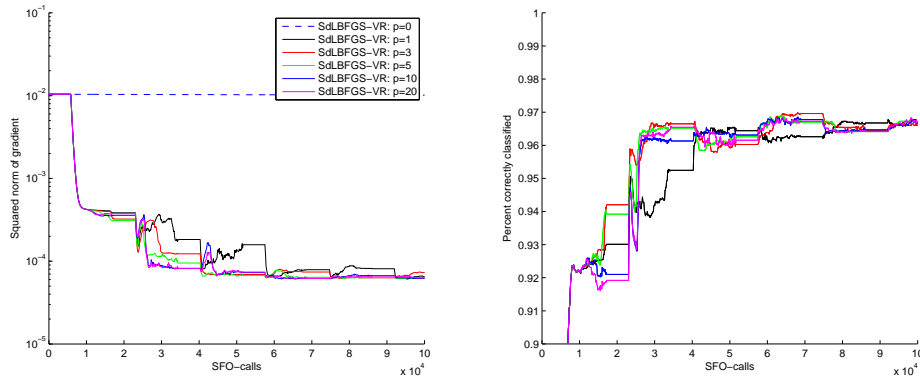 10^-1
10^-2
10^-3
10^-4
10^-5
Squared norm of gradient
0 1 2 3 4 5 6 7 8 9 10
SFO−calls
x 10^4
SdLBFGS−VR: p=0
SdLBFGS−VR: p=1
SdLBFGS−VR: p=3
SdLBFGS−VR: p=5
SdLBFGS−VR: p=10
SdLBFGS−VR: p=20
1
0.99
0.98
0.97
0.96
0.95
0.94
0.93
0.92
0.91
0.9
Percent correctly classified
0 1 2 3 4 5 6 7 8 9 10
SFO−calls
x 10^4